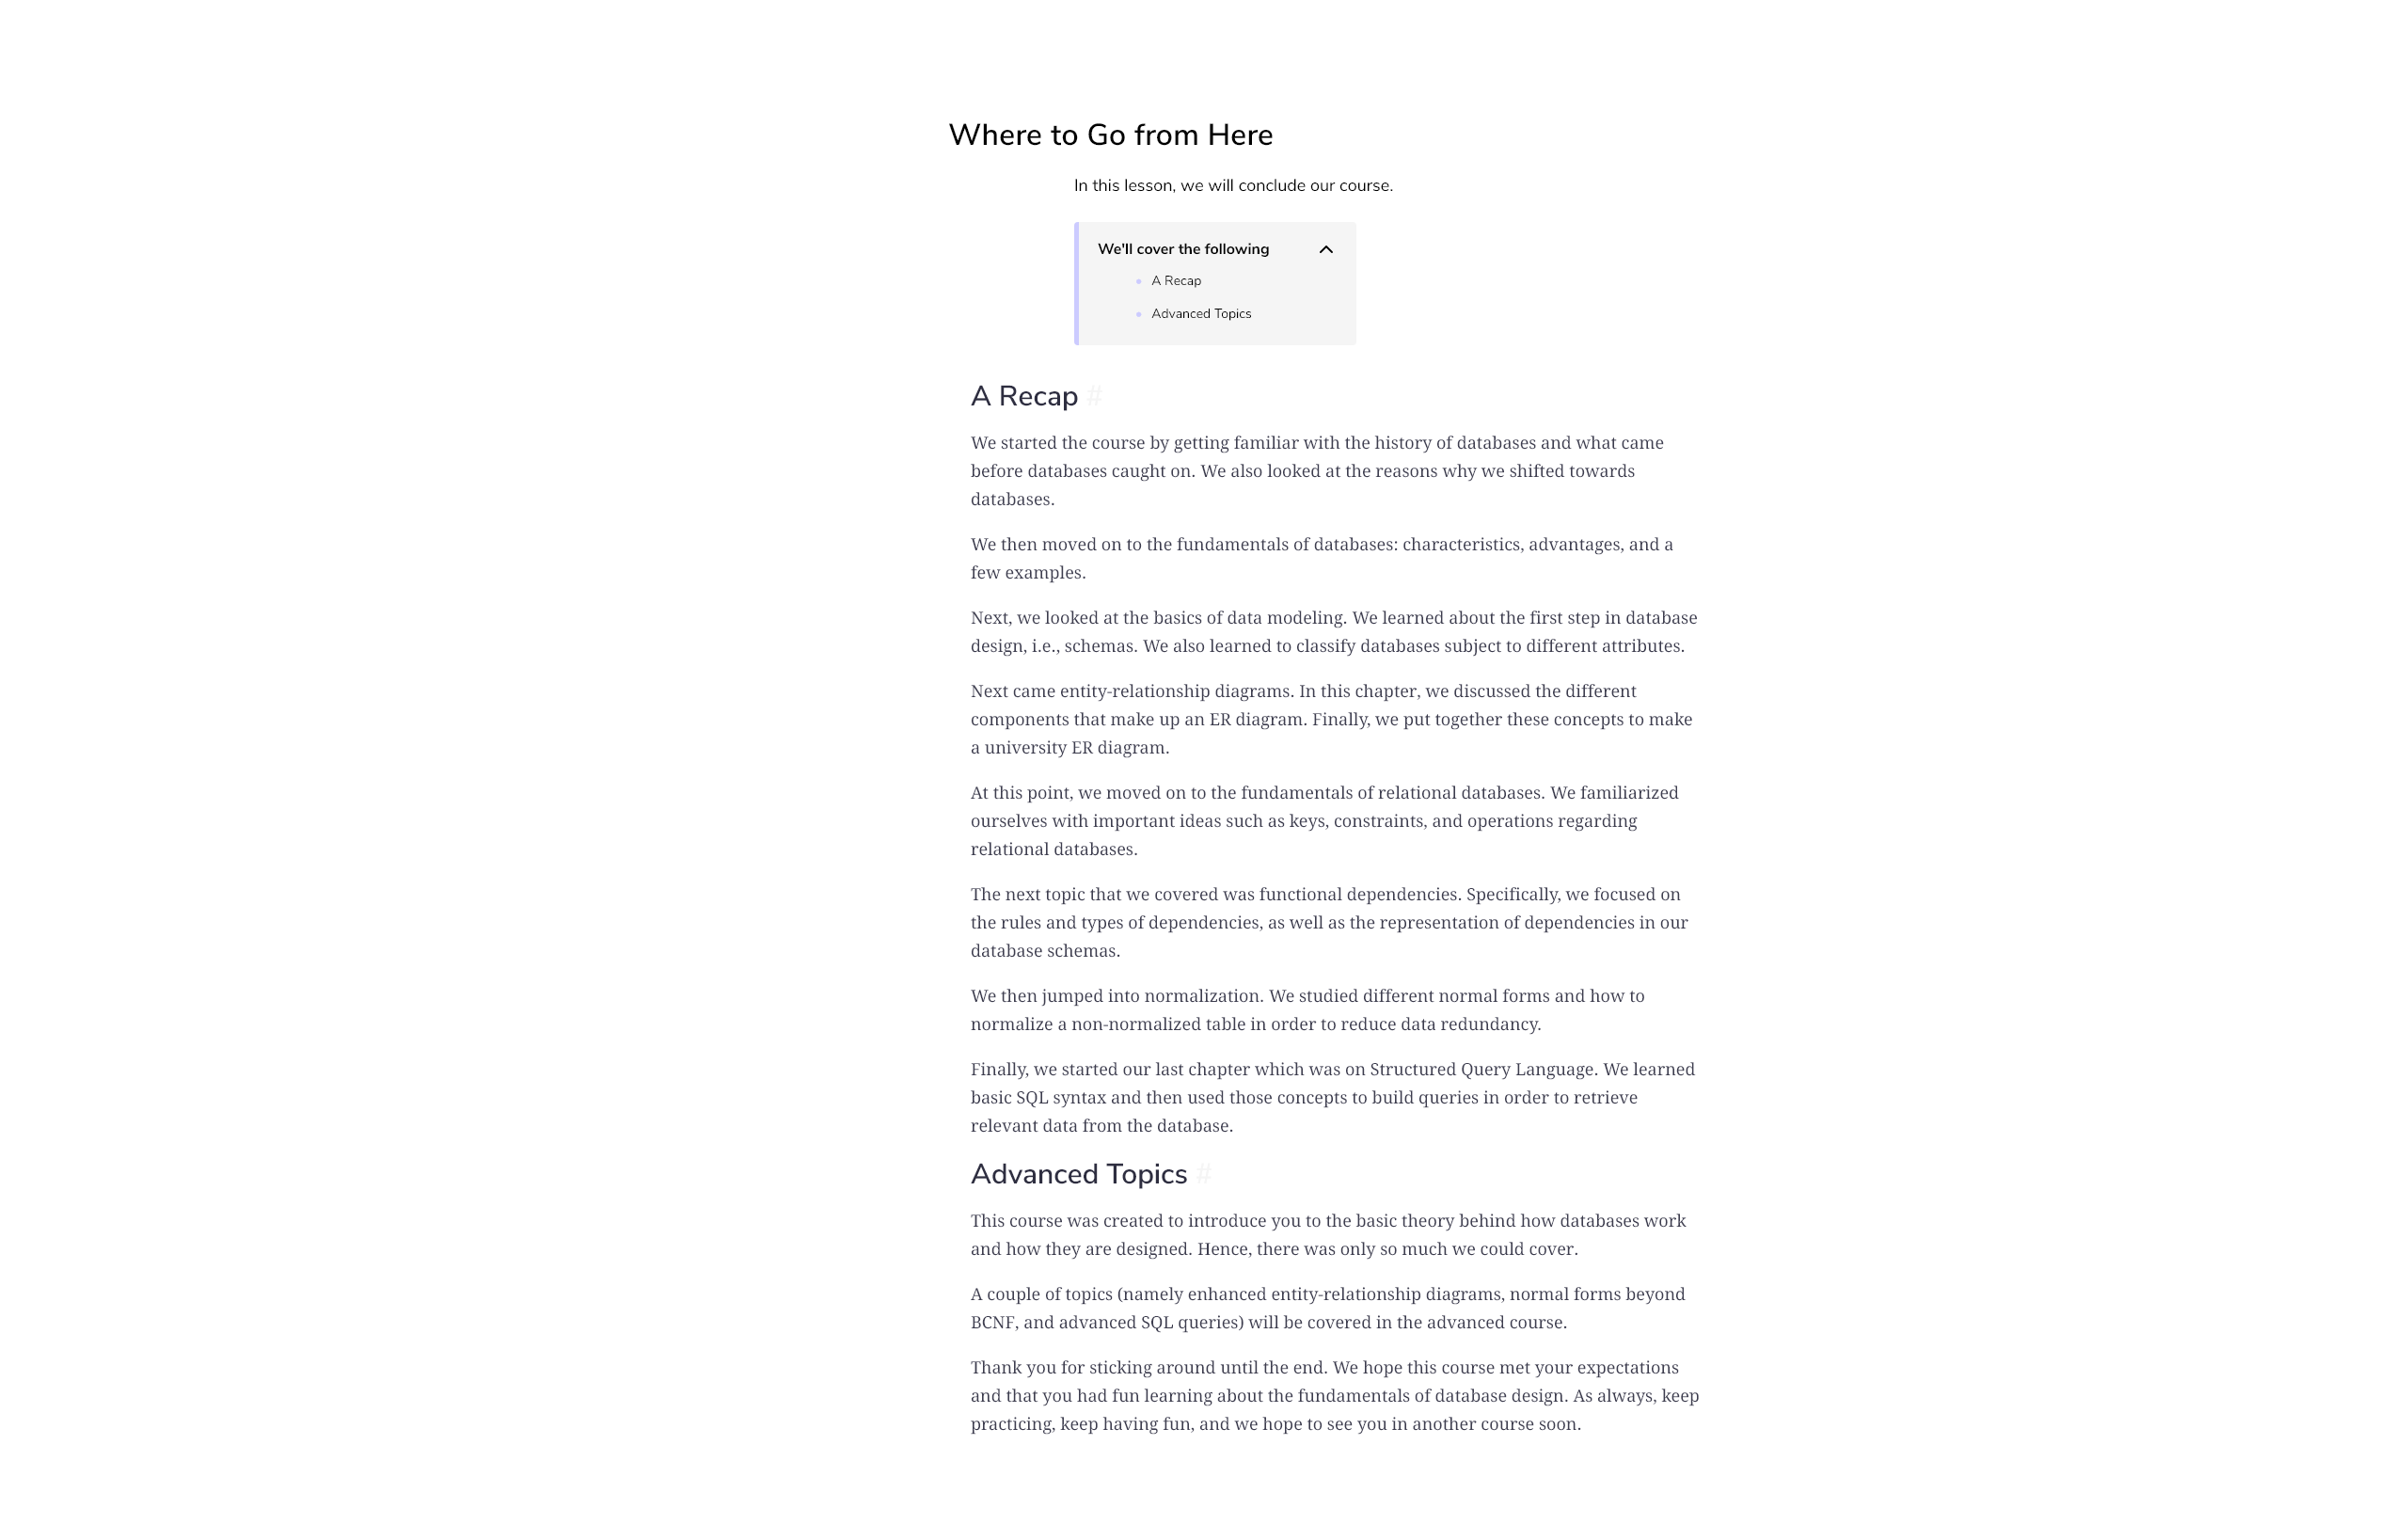 Where to Go from Here
In this lesson, we will conclude our course.
We'll cover the following
A Recap
Advanced Topics
A Recap #
We started the course by getting familiar with the history of databases and what came
before databases caught on. We also looked at the reasons why we shifted towards
databases.
We then moved on to the fundamentals of databases: characteristics, advantages, and a
few examples.
Next, we looked at the basics of data modeling. We learned about the first step in database
design, i.e., schemas. We also learned to classify databases subject to different attributes.
Next came entity-relationship diagrams. In this chapter, we discussed the different
components that make up an ER diagram. Finally, we put together these concepts to make
a university ER diagram.
At this point, we moved on to the fundamentals of relational databases. We familiarized
ourselves with important ideas such as keys, constraints, and operations regarding
relational databases.
The next topic that we covered was functional dependencies. Specifically, we focused on
the rules and types of dependencies, as well as the representation of dependencies in our
database schemas.
We then jumped into normalization. We studied different normal forms and how to
normalize a non-normalized table in order to reduce data redundancy.
Finally, we started our last chapter which was on Structured Query Language. We learned
basic SQL syntax and then used those concepts to build queries in order to retrieve
relevant data from the database.
Advanced Topics #
This course was created to introduce you to the basic theory behind how databases work
and how they are designed. Hence, there was only so much we could cover.
A couple of topics (namely enhanced entity-relationship diagrams, normal forms beyond
BCNF, and advanced SQL queries) will be covered in the advanced course.
Thank you for sticking around until the end. We hope this course met your expectations
and that you had fun learning about the fundamentals of database design. As always, keep
practicing, keep having fun, and we hope to see you in another course soon.